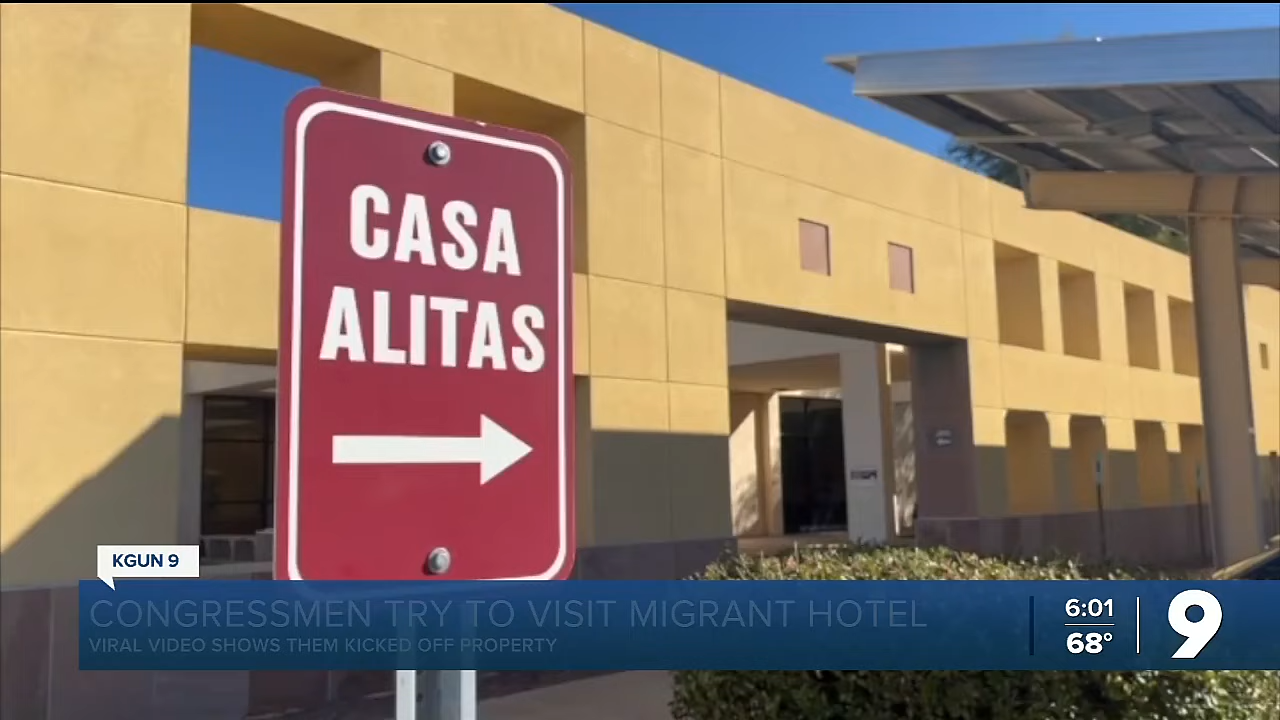 CASA
ALITAS
KGUN 9
CONGRESSMEN TRY TO VISIT MIGRANT HOTEL
VIRAL VIDEO SHOWS THEM KICKED OFF PROPERTY
6:01
68°
9